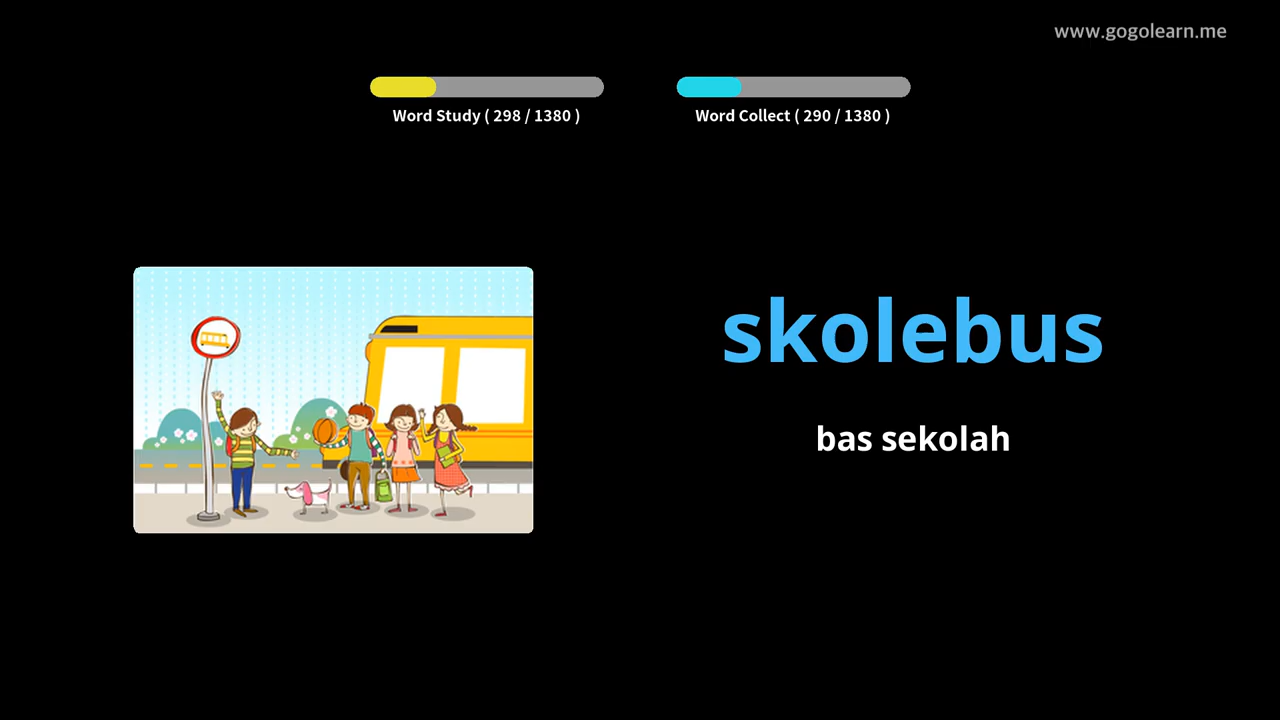 www.gogolearn.me
Word Study ( 298 / 1380 )
Word Collect ( 290 / 1380 )
skolebus
bas sekolah